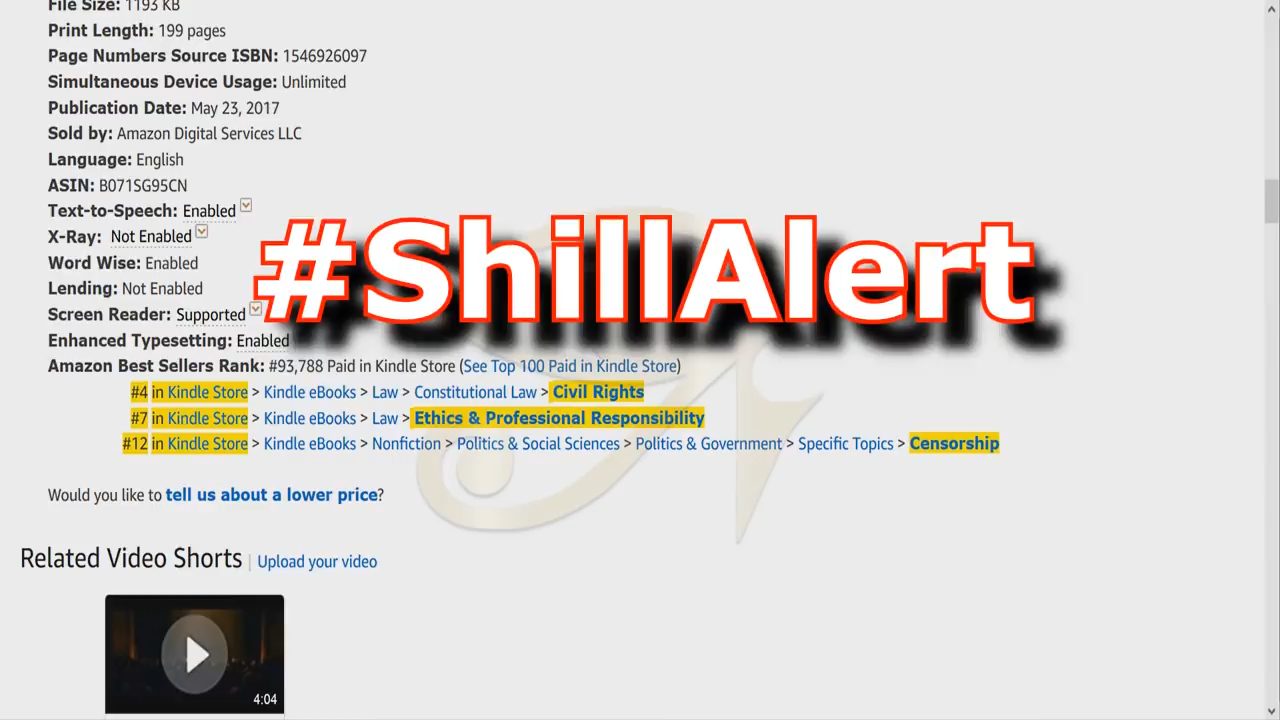 File Size: 1193 KB
Print Length: 199 pages
Page Numbers Source ISBN: 1546926097
Simultaneous Device Usage: Unlimited
Publication Date: May 23, 2017
Sold by: Amazon Digital Services LLC
Language: English
ASIN: B071SG95CN
Text-to-Speech: Enabled
X-Ray: Not Enabled
#ShillAlert
Word Wise: Enabled
Lending: Not Enabled
Screen Reader: Supported
Enhanced Typesetting: Enabled
Amazon Best Sellers Rank: #93,788 Paid in Kindle Store (See Top 100 Paid in Kindle Store)
#4 in Kindle Store > Kindle eBooks > Law > Constitutional Law > Civil Rights
#7 in Kindle Store > Kindle eBooks > Law > Ethics & Professional Responsibility
#12 in Kindle Store > Kindle eBooks > Nonfiction > Politics & Social Sciences > Politics & Government > Specific Topics > Censorship
Would you like to tell us about a lower price?
Related Video Shorts | Upload your video
4:04